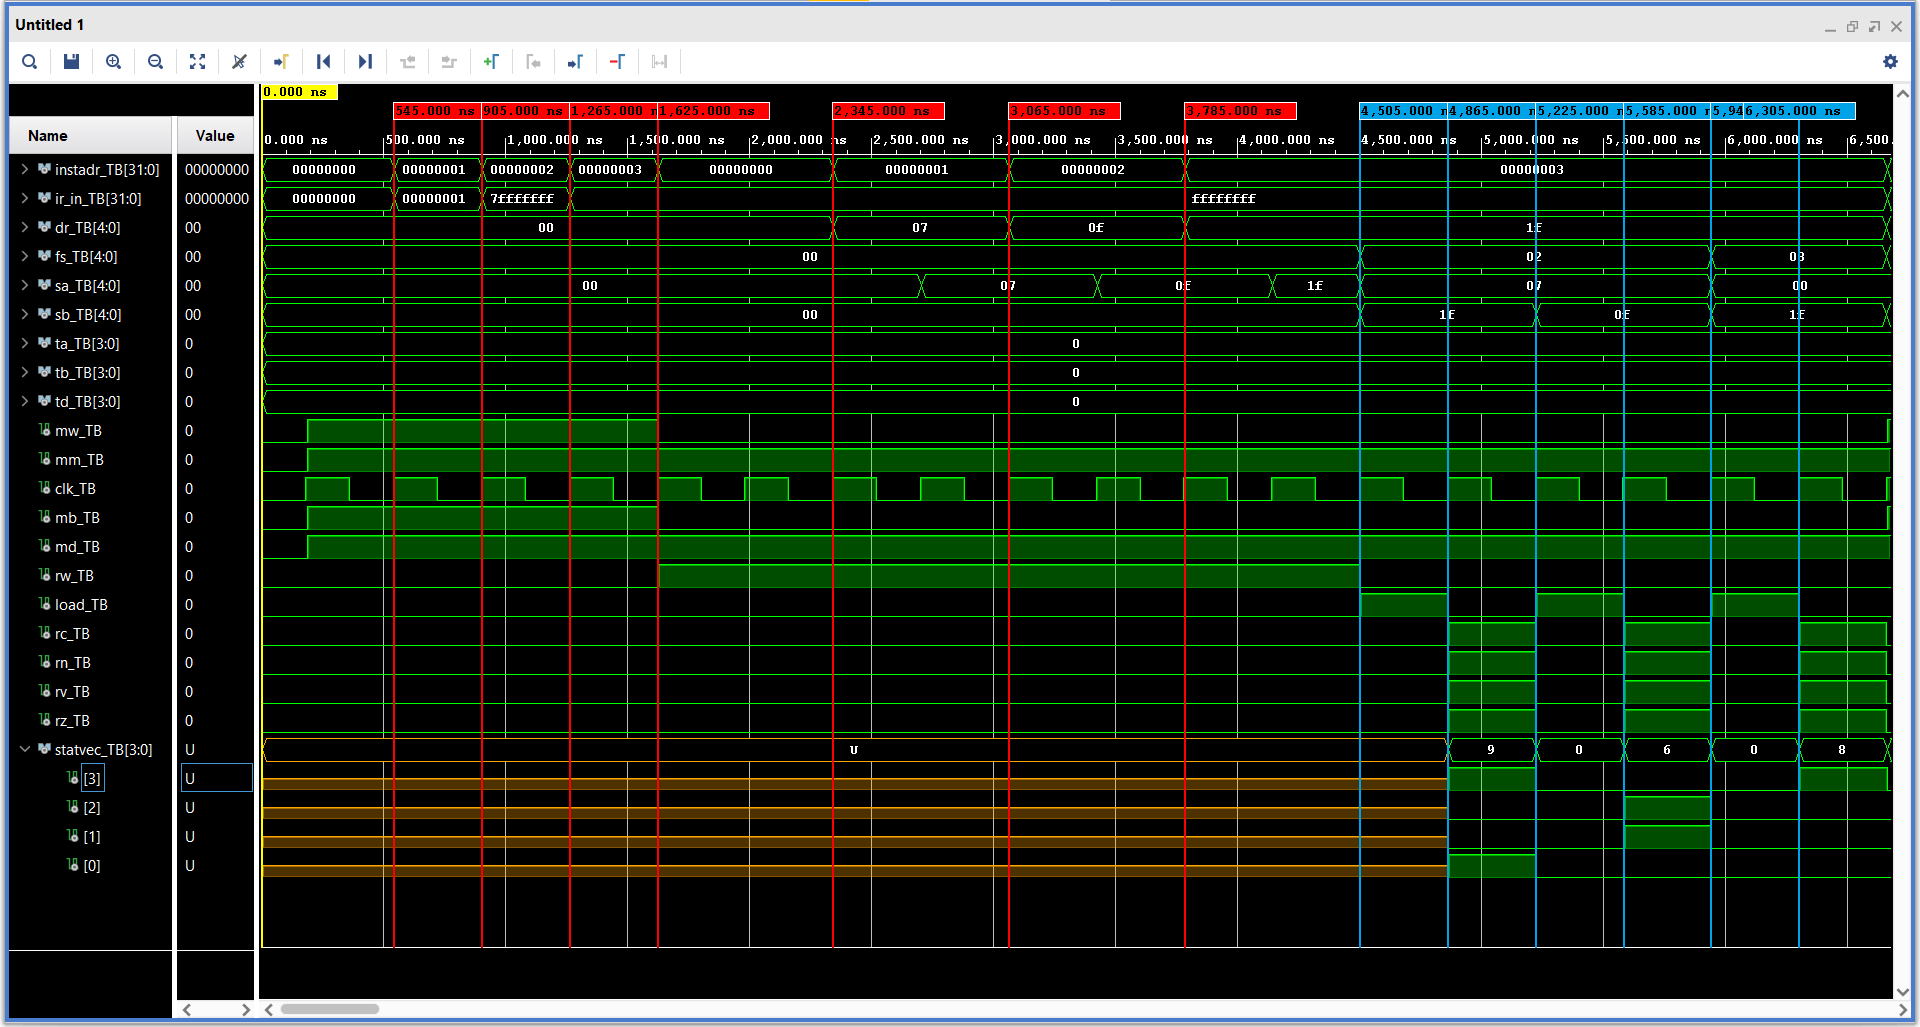 Untitled 1
0.000 ns
545.000 ns 905.000 ns 1,265.000 n 1,625.000 ns 2,345.000 ns 3,065.000 ns 3,785.000 ns 4,505.000 n 4,865.000 n 5,225.000 n 5,585.000 n 5,94 6,305.000 ns
Name Value
0.000 ns 500.000 ns 1,000.000 ns 1,500.000 ns 2,000.000 ns 2,500.000 ns 3,000.000 ns 3,500.000 ns 4,000.000 ns 4,500.000 ns 5,000.000 ns 5,500.000 ns 6,000.000 ns 6,500.
instadr_TB[31:0] 00000000 00000000 00000001 00000002 00000003 00000000 00000001 00000002 00000003
ir_in_TB[31:0] 00000000 00000000 00000001 7fffffff ffffffff
dr_TB[4:0] 00 00 07 0f 1f
fs_TB[4:0] 00 00 02 03
sa_TB[4:0] 00 00 07 0f 1f 07 00
sb_TB[4:0] 00 00 1f 0f 1f
ta_TB[3:0] 0 0
tb_TB[3:0] 0 0
td_TB[3:0] 0 0
mw_TB 0
mm_TB 0
clk_TB 0
mb_TB 0
md_TB 0
rw_TB 0
load_TB 0
rc_TB 0
rn_TB 0
rv_TB 0
rz_TB 0
statvec_TB[3:0] U U 9 0 6 0 8
[3] U
[2] U
[1] U
[0] U